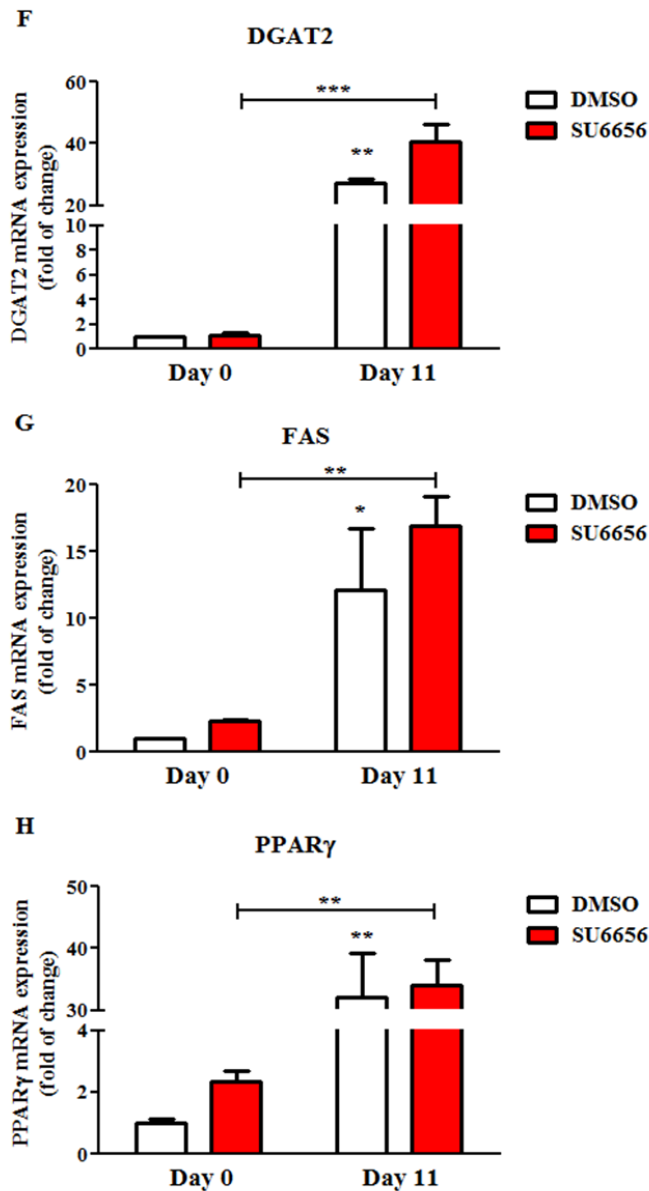 F
DGAT2
DGAT2 mRNA expression
(fold of change)
60
40
20
10
8
6
4
2
0
***
**
DMSO
SU6656
Day 0
Day 11
G
FAS
FAS mRNA expression
(fold of change)
20
15
10
5
0
**
*
DMSO
SU6656
Day 0
Day 11
H
PPARγ
PPARγ mRNA expression
(fold of change)
50
40
30
4
2
0
**
**
DMSO
SU6656
Day 0
Day 11